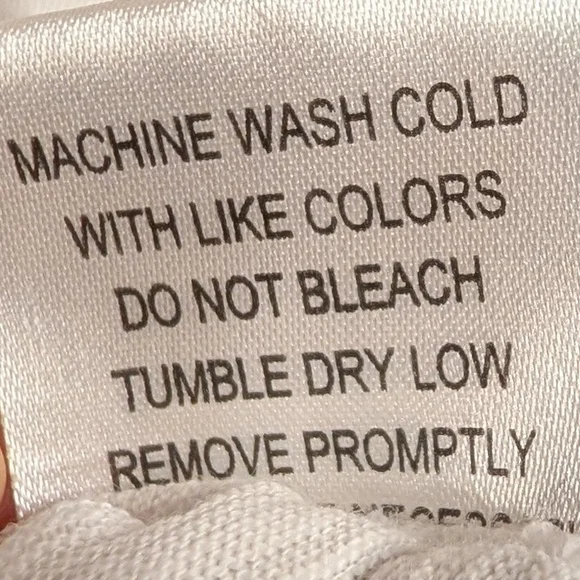 MACHINE WASH COLD
WITH LIKE COLORS
DO NOT BLEACH
TUMBLE DRY LOW
REMOVE PROMPTLY